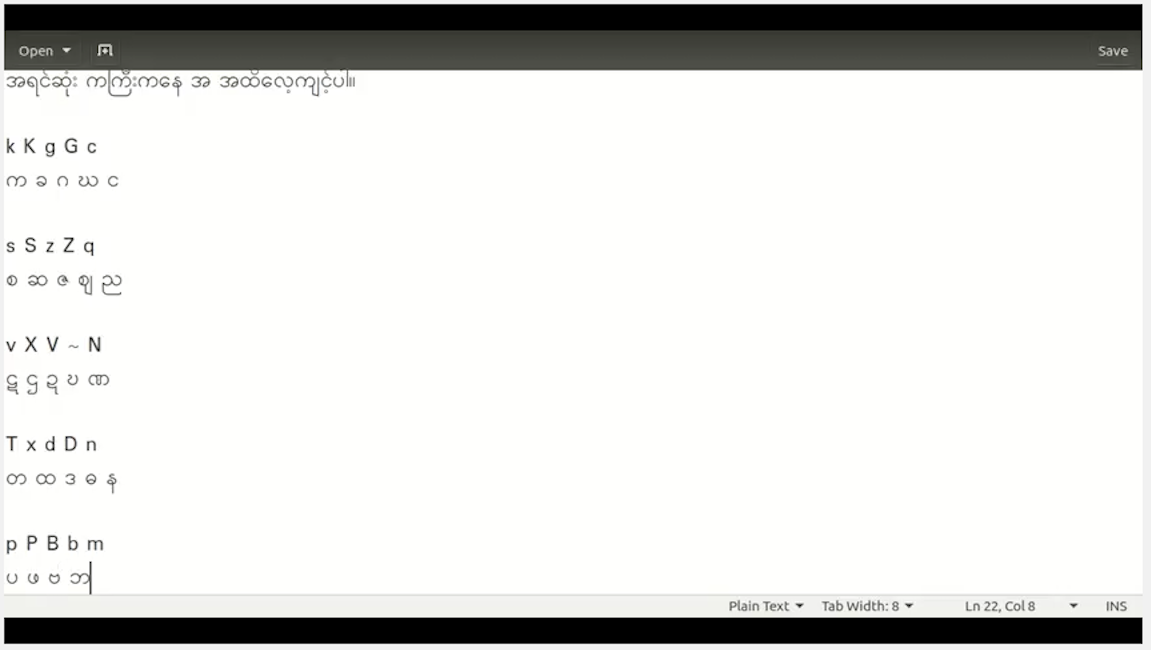 Open
Save
အရင်ဆုံး ကကြီးကနေ အ အထိလေ့ကျင့်ပါ။
k K g G c
က ခ ဂ ဃ င
s S z Z q
စ ဆ ဇ ဈ ည
v X V ~ N
ဋ ဌ ဍ ဎ ဏ
T x d D n
တ ထ ဒ ဓ န
p P B b m
ပ ဖ ဗ ဘ
Plain Text Tab Width: 8 Ln 22, Col 8 INS